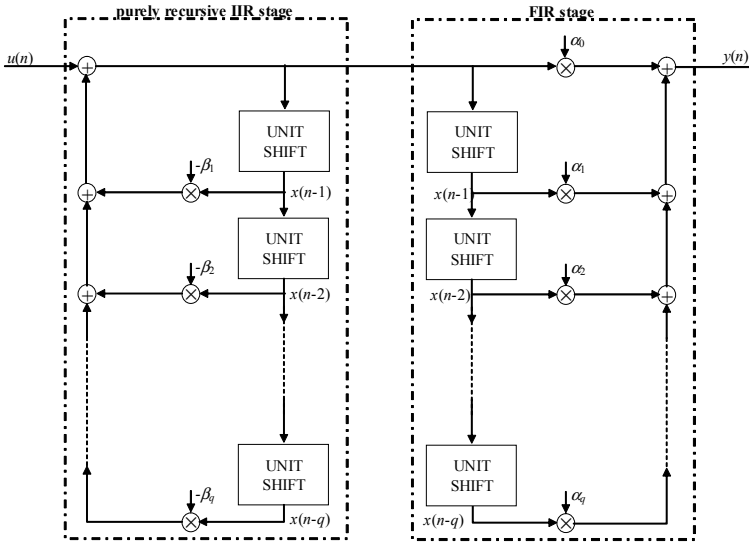 purely recursive IIR stage
FIR stage
u(n)
α0
y(n)
UNIT
SHIFT
UNIT
SHIFT
-β1
x(n-1)
x(n-1)
α1
UNIT
SHIFT
UNIT
SHIFT
-β2
x(n-2)
x(n-2)
α2
UNIT
SHIFT
UNIT
SHIFT
-βq
x(n-q)
x(n-q)
αq